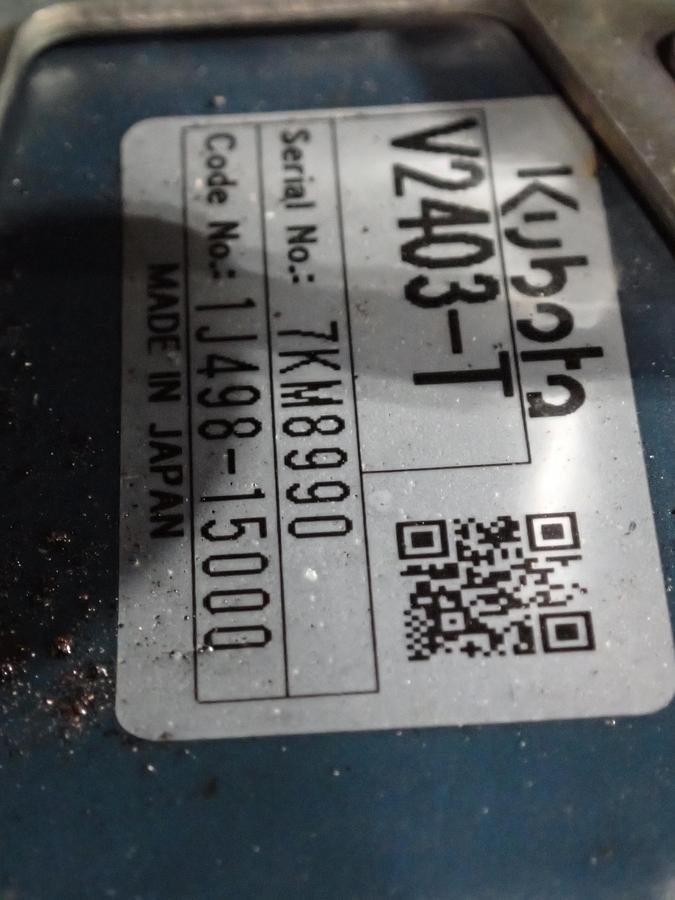 Kubota
V2403-T
Serial No.: 7KM8990
Code No.: 1J498-15000
MADE IN JAPAN